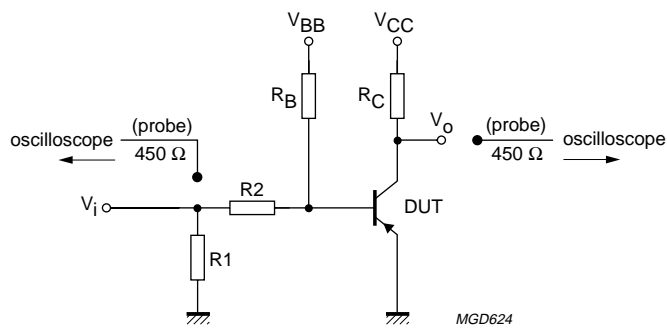 VBB
VCC
RB
RC
Vo
(probe)
450 Ω
oscilloscope
(probe)
450 Ω
oscilloscope
R2
Vi
DUT
R1
MGD624